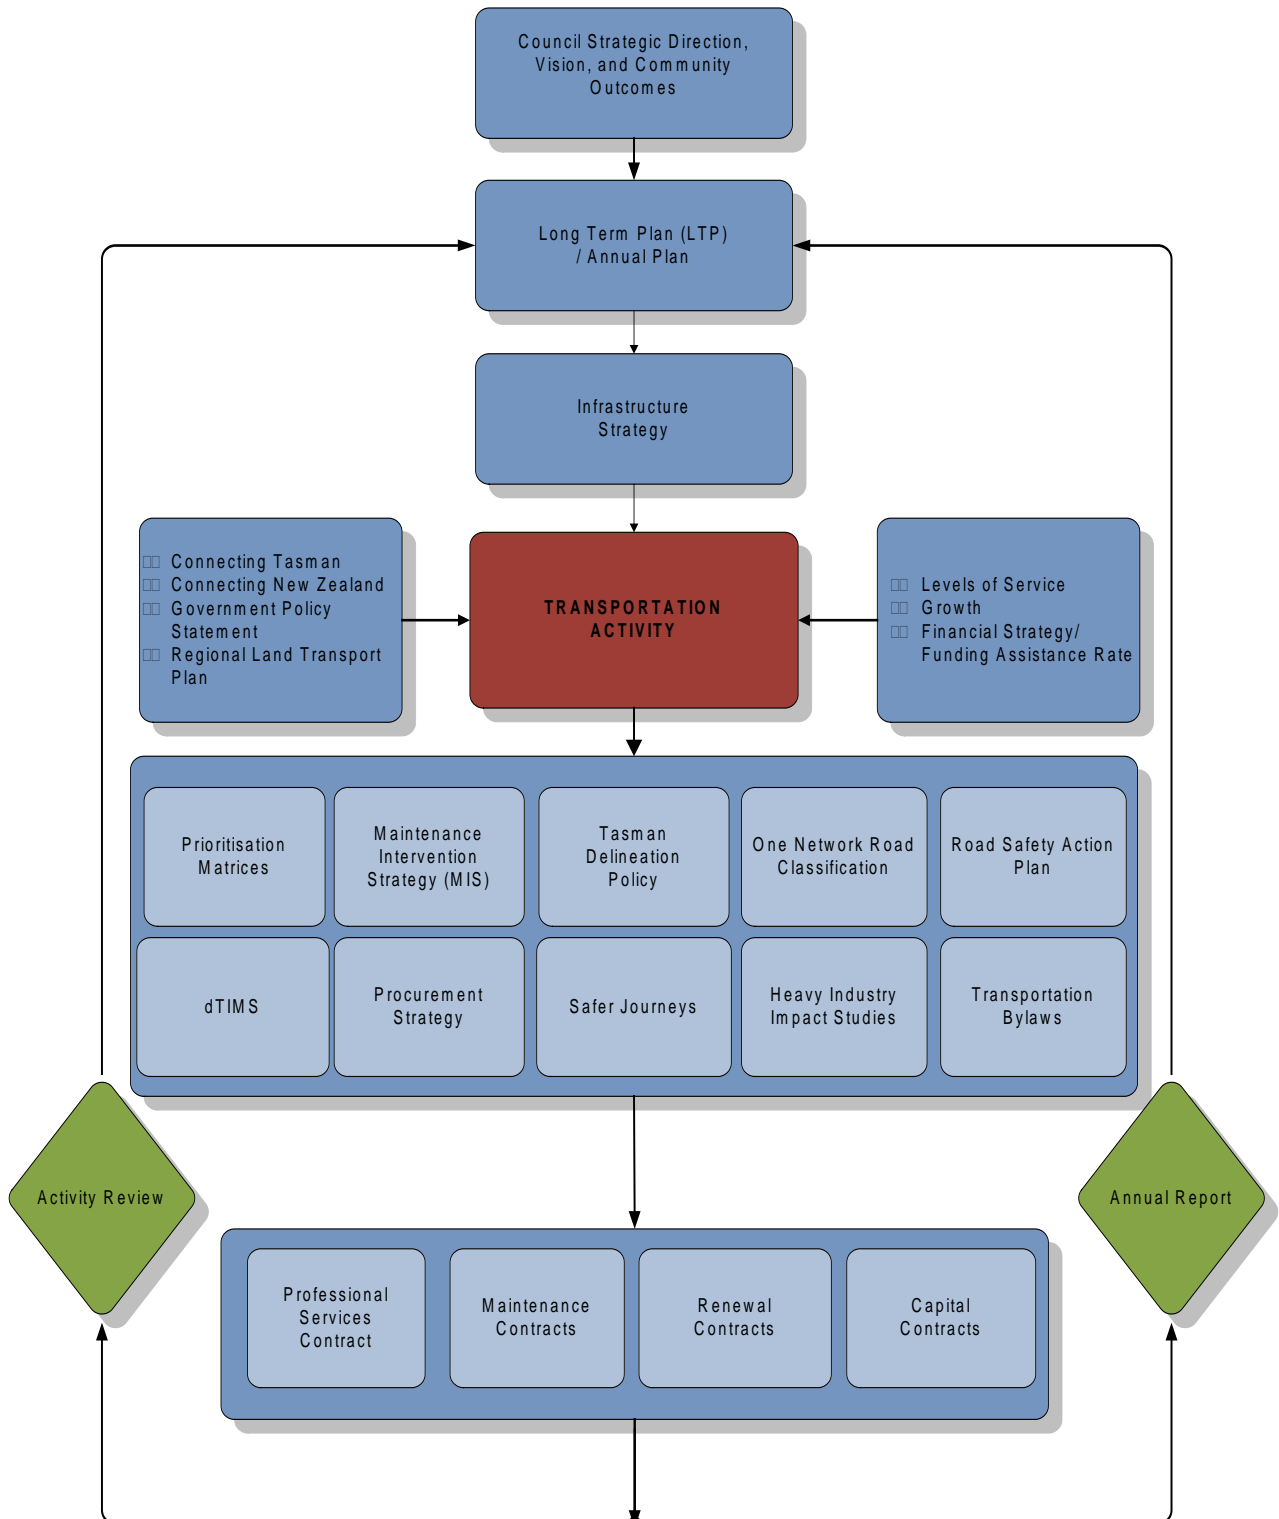 Council Strategic Direction,
Vision, and Community
Outcomes
Long Term Plan (LTP)
/ Annual Plan
Infrastructure
Strategy
Connecting Tasman
Connecting New Zealand
Government Policy
Statement
Regional Land Transport
Plan
TRANSPORTATION
ACTIVITY
Levels of Service
Growth
Financial Strategy/
Funding Assistance Rate
Prioritisation
Matrices
Maintenance
Intervention
Strategy (MIS)
Tasman
Delineation
Policy
One Network Road
Classification
Road Safety Action
Plan
dTIMS
Procurement
Strategy
Safer Journeys
Heavy Industry
Impact Studies
Transportation
Bylaws
Activity Review
Annual Report
Professional
Services
Contract
Maintenance
Contracts
Renewal
Contracts
Capital
Contracts